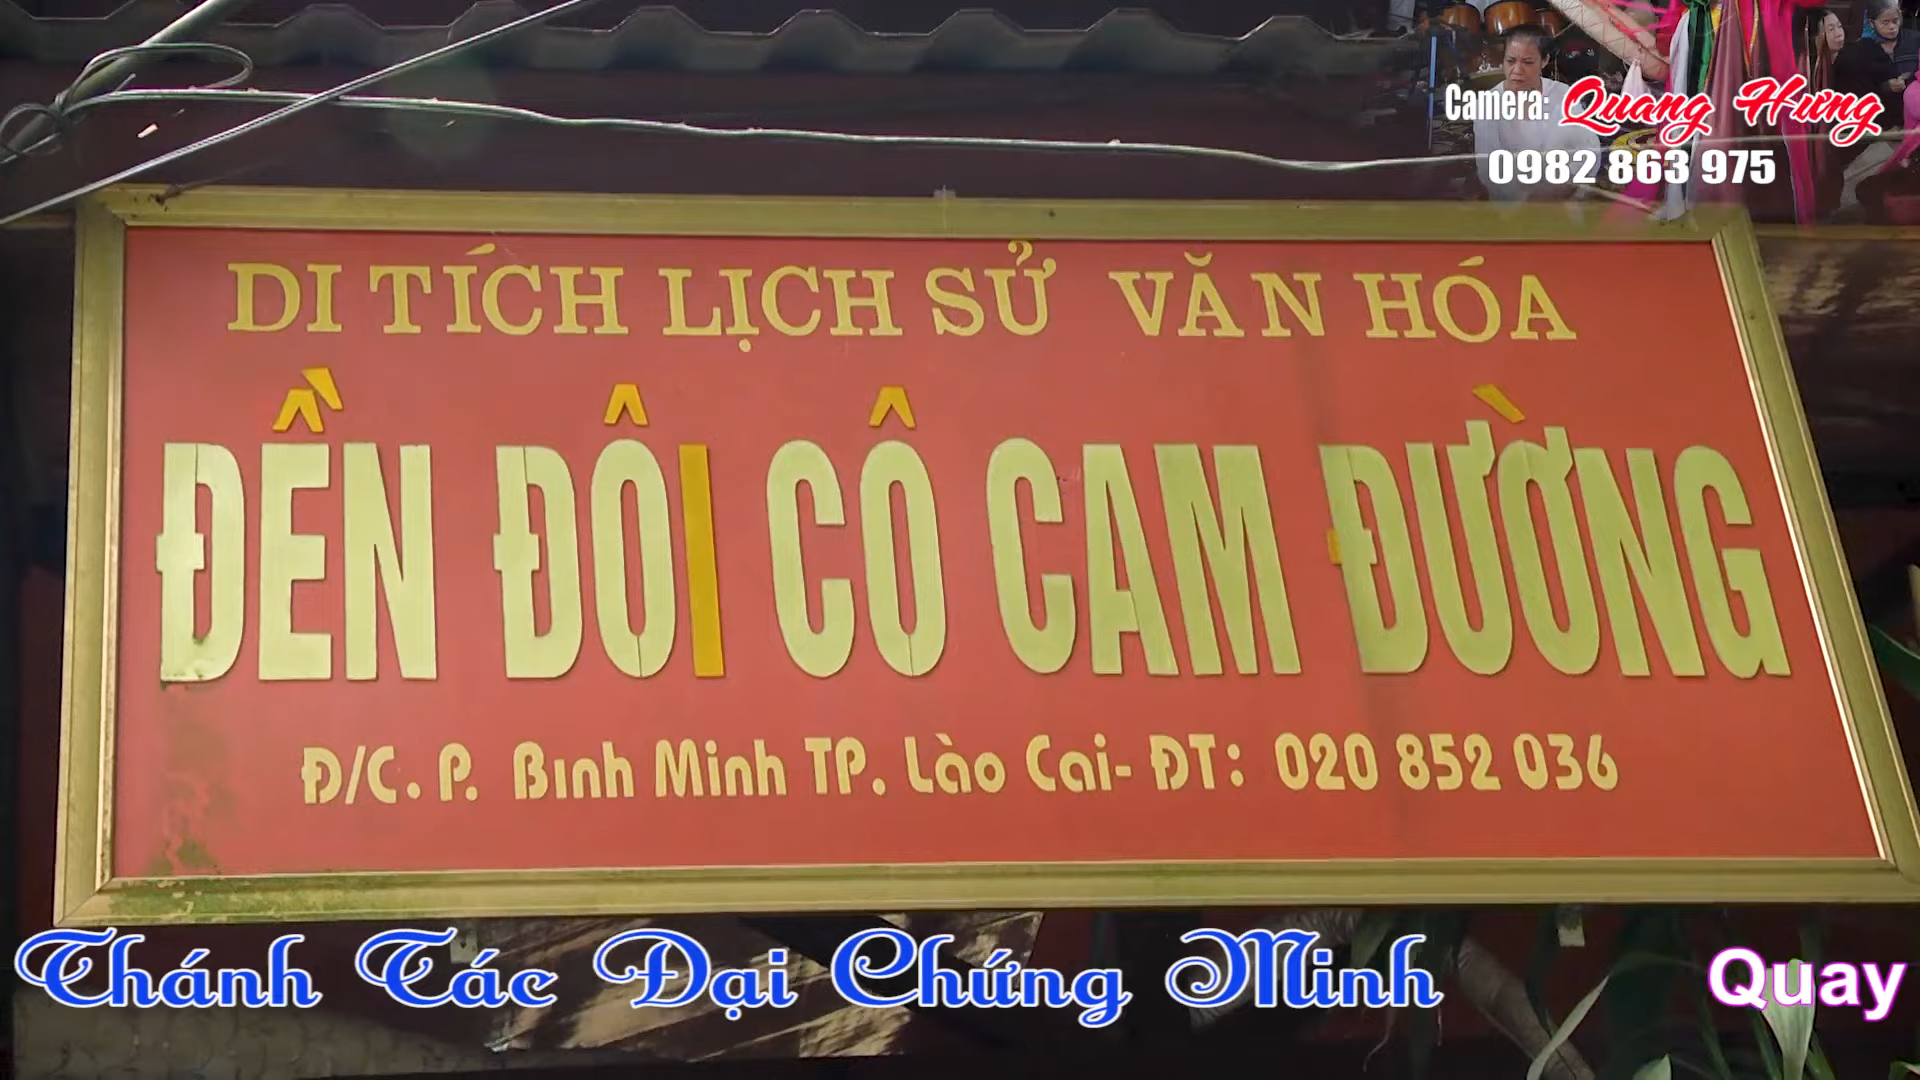 Camera: Quang Hưng
0982 863 975
DI TÍCH LỊCH SỬ VĂN HÓA
ĐỀN ĐÔI CÔ CAM ĐƯỜNG
Đ/C. P. Bình Minh TP. Lào Cai- ĐT: 020 852 036
Thánh Tác Đại Chứng Minh
Quay